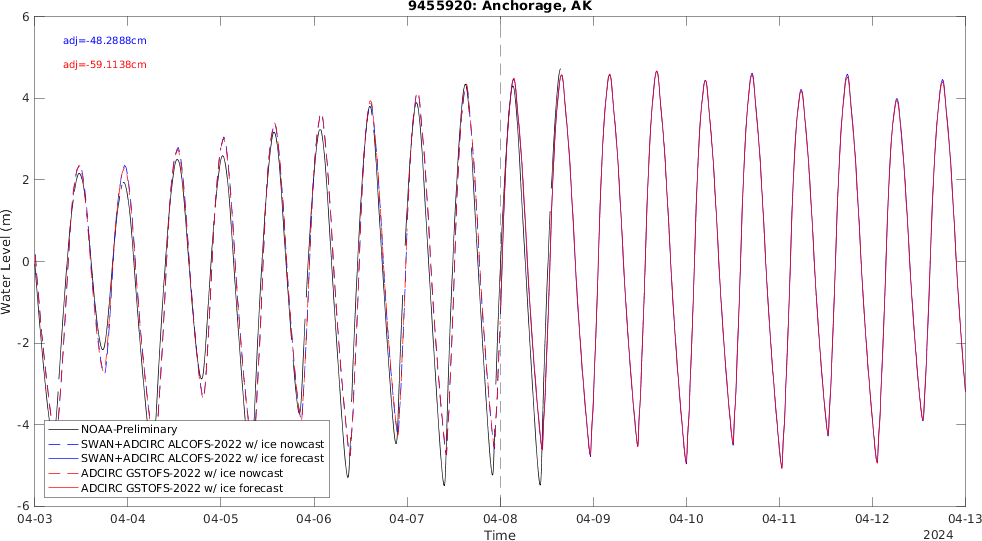 9455920: Anchorage, AK
adj=-48.2888cm
adj=-59.1138cm
6
4
2
0
-2
-4
-6
Water Level (m)
NOAA-Preliminary
SWAN+ADCIRC ALCOFS-2022 w/ ice nowcast
SWAN+ADCIRC ALCOFS-2022 w/ ice forecast
ADCIRC GSTOFS-2022 w/ ice nowcast
ADCIRC GSTOFS-2022 w/ ice forecast
04-03 04-04 04-05 04-06 04-07 04-08 04-09 04-10 04-11 04-12 04-13
Time
2024